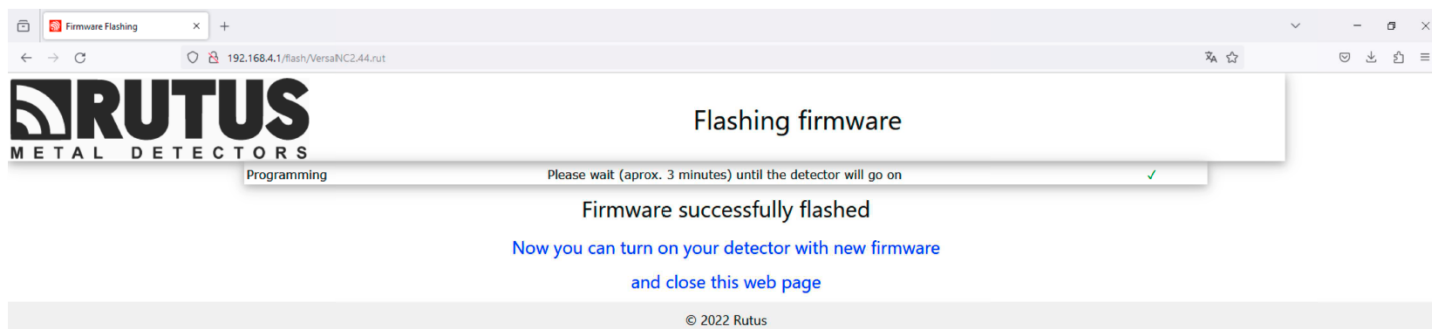 Firmware Flashing
192.168.4.1/flash/VersaNC2.44.rut
RUTUS
METAL DETECTORS
Flashing firmware
Programming Please wait (aprox. 3 minutes) until the detector will go on ✓
Firmware successfully flashed
Now you can turn on your detector with new firmware
and close this web page
© 2022 Rutus